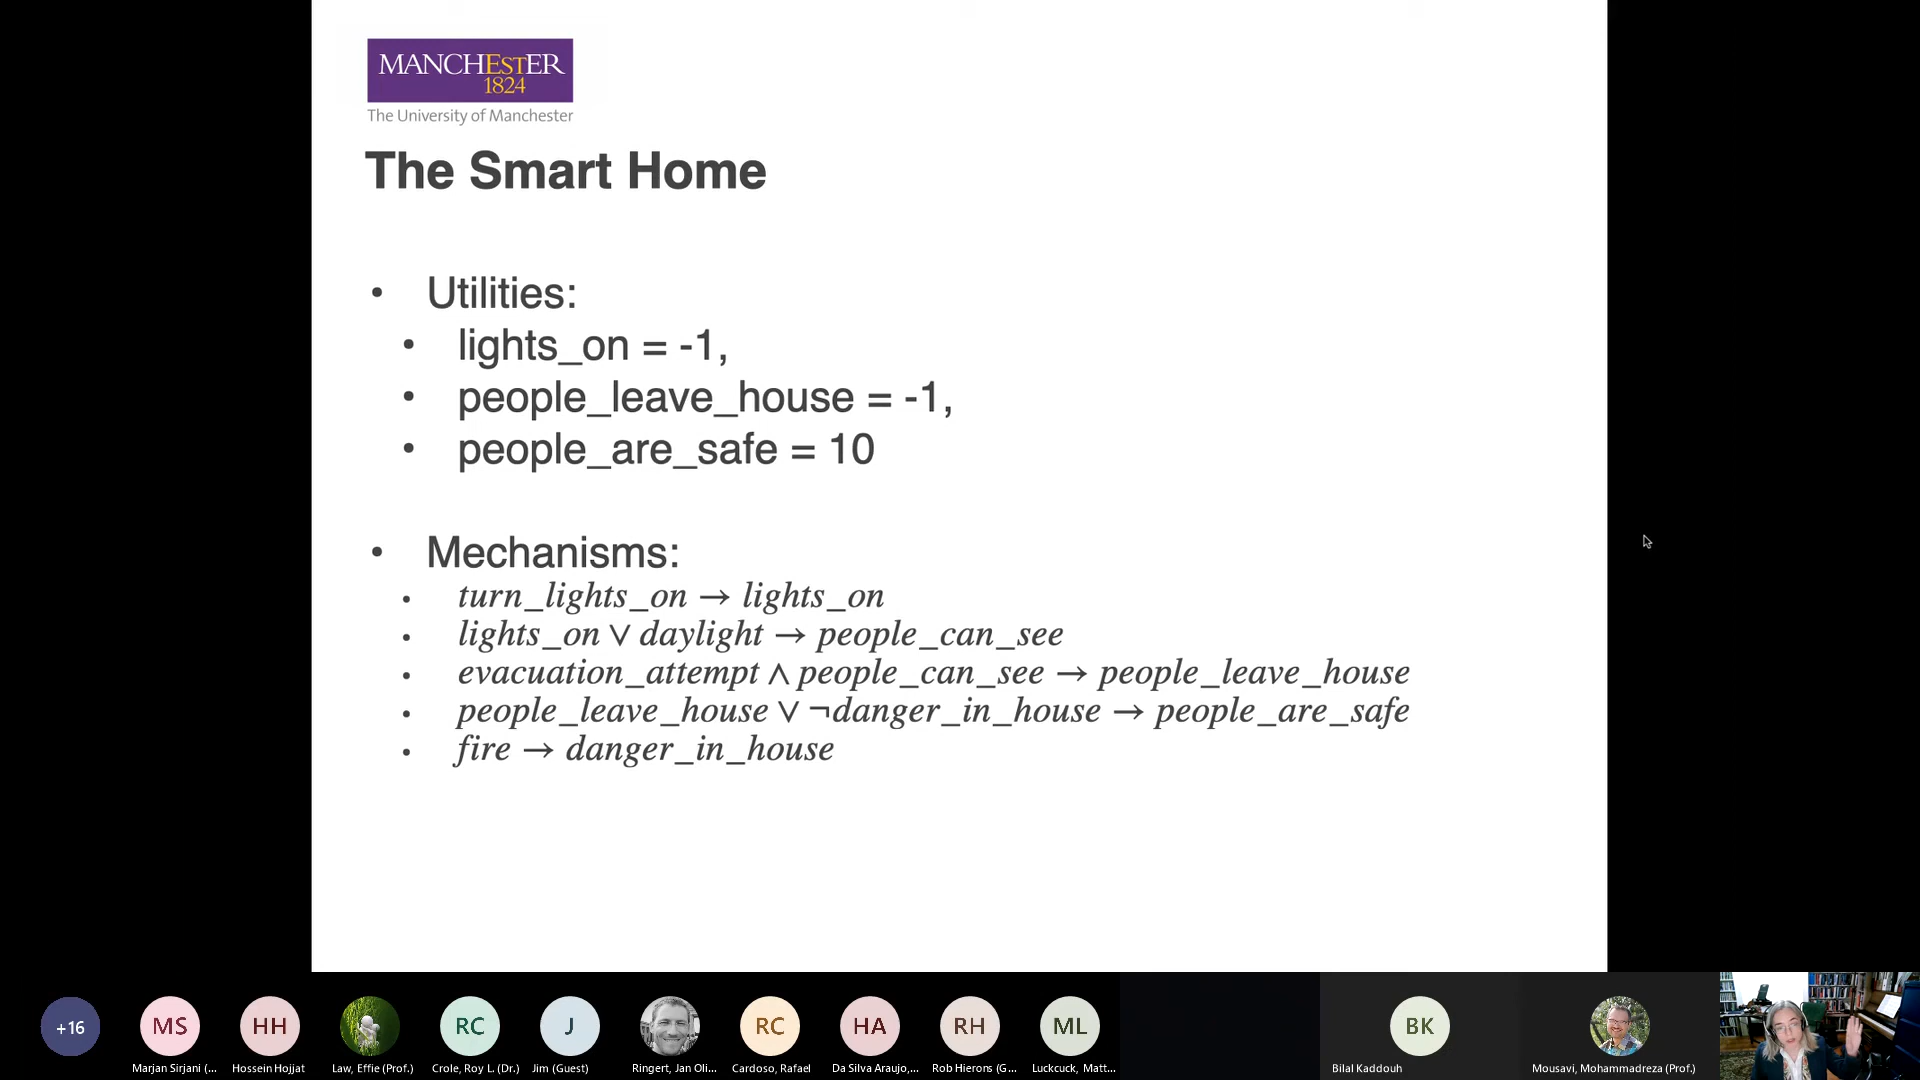 MANCHESTER
1824
The University of Manchester
The Smart Home
• Utilities:
• lights_on = -1,
• people_leave_house = -1,
• people_are_safe = 10
• Mechanisms:
• turn_lights_on → lights_on
• lights_on ∨ daylight → people_can_see
• evacuation_attempt ∧ people_can_see → people_leave_house
• people_leave_house ∨ ¬danger_in_house → people_are_safe
• fire → danger_in_house
+16
MS
HH
RC
J
RC
HA
RH
ML
BK
Marjan Sirjani (...
Hossein Hojjat
Law, Effie (Prof.)
Crole, Roy L. (Dr.)
Jim (Guest)
Ringert, Jan Oli...
Cardoso, Rafael
Da Silva Araujo,...
Rob Hierons (G...
Luckcuck, Matt...
Bilal Kaddouh
Mousavi, Mohammadreza (Prof.)